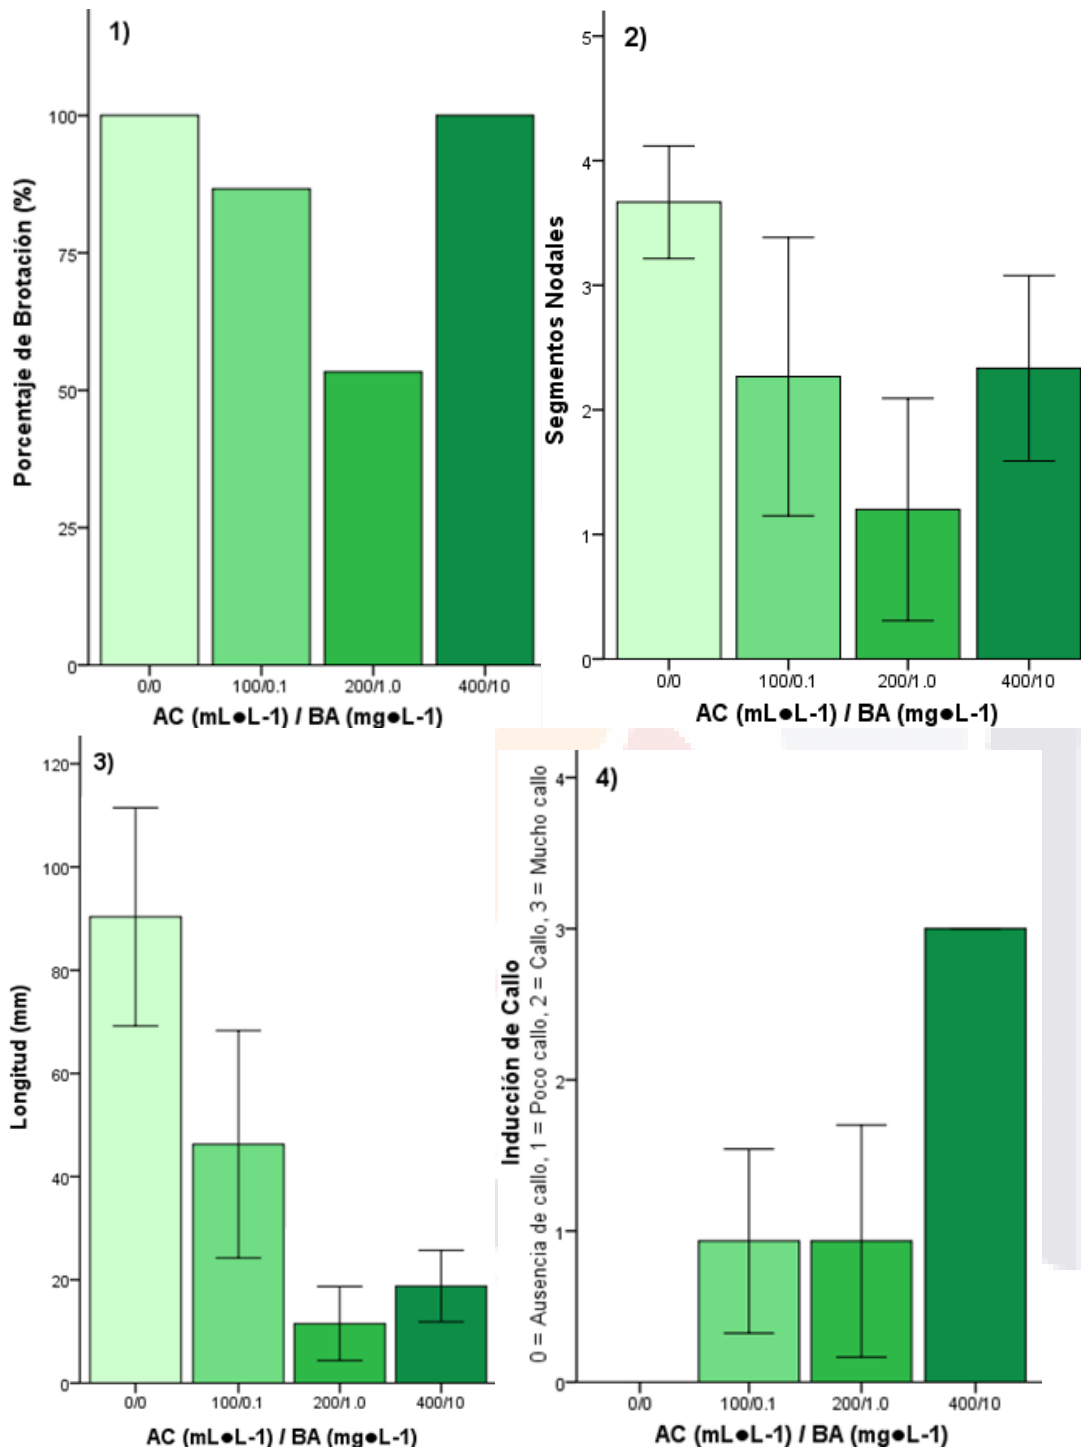 1)
Porcentaje de Brotación (%)
100
75
50
25
0
0/0 100/0.1 200/1.0 400/10
AC (mL●L-1) / BA (mg●L-1)
2)
Segmentos Nodales
5
4
3
2
1
0
0/0 100/0.1 200/1.0 400/10
AC (mL●L-1) / BA (mg●L-1)
3)
Longitud (mm)
120
100
80
60
40
20
0
0/0 100/0.1 200/1.0 400/10
AC (mL●L-1) / BA (mg●L-1)
4)
Inducción de Callo
0 = Ausencia de callo, 1 = Poco callo, 2 = Callo, 3 = Mucho callo
4
3
2
1
0
0/0 100/0.1 200/1.0 400/10
AC (mL●L-1) / BA (mg●L-1)